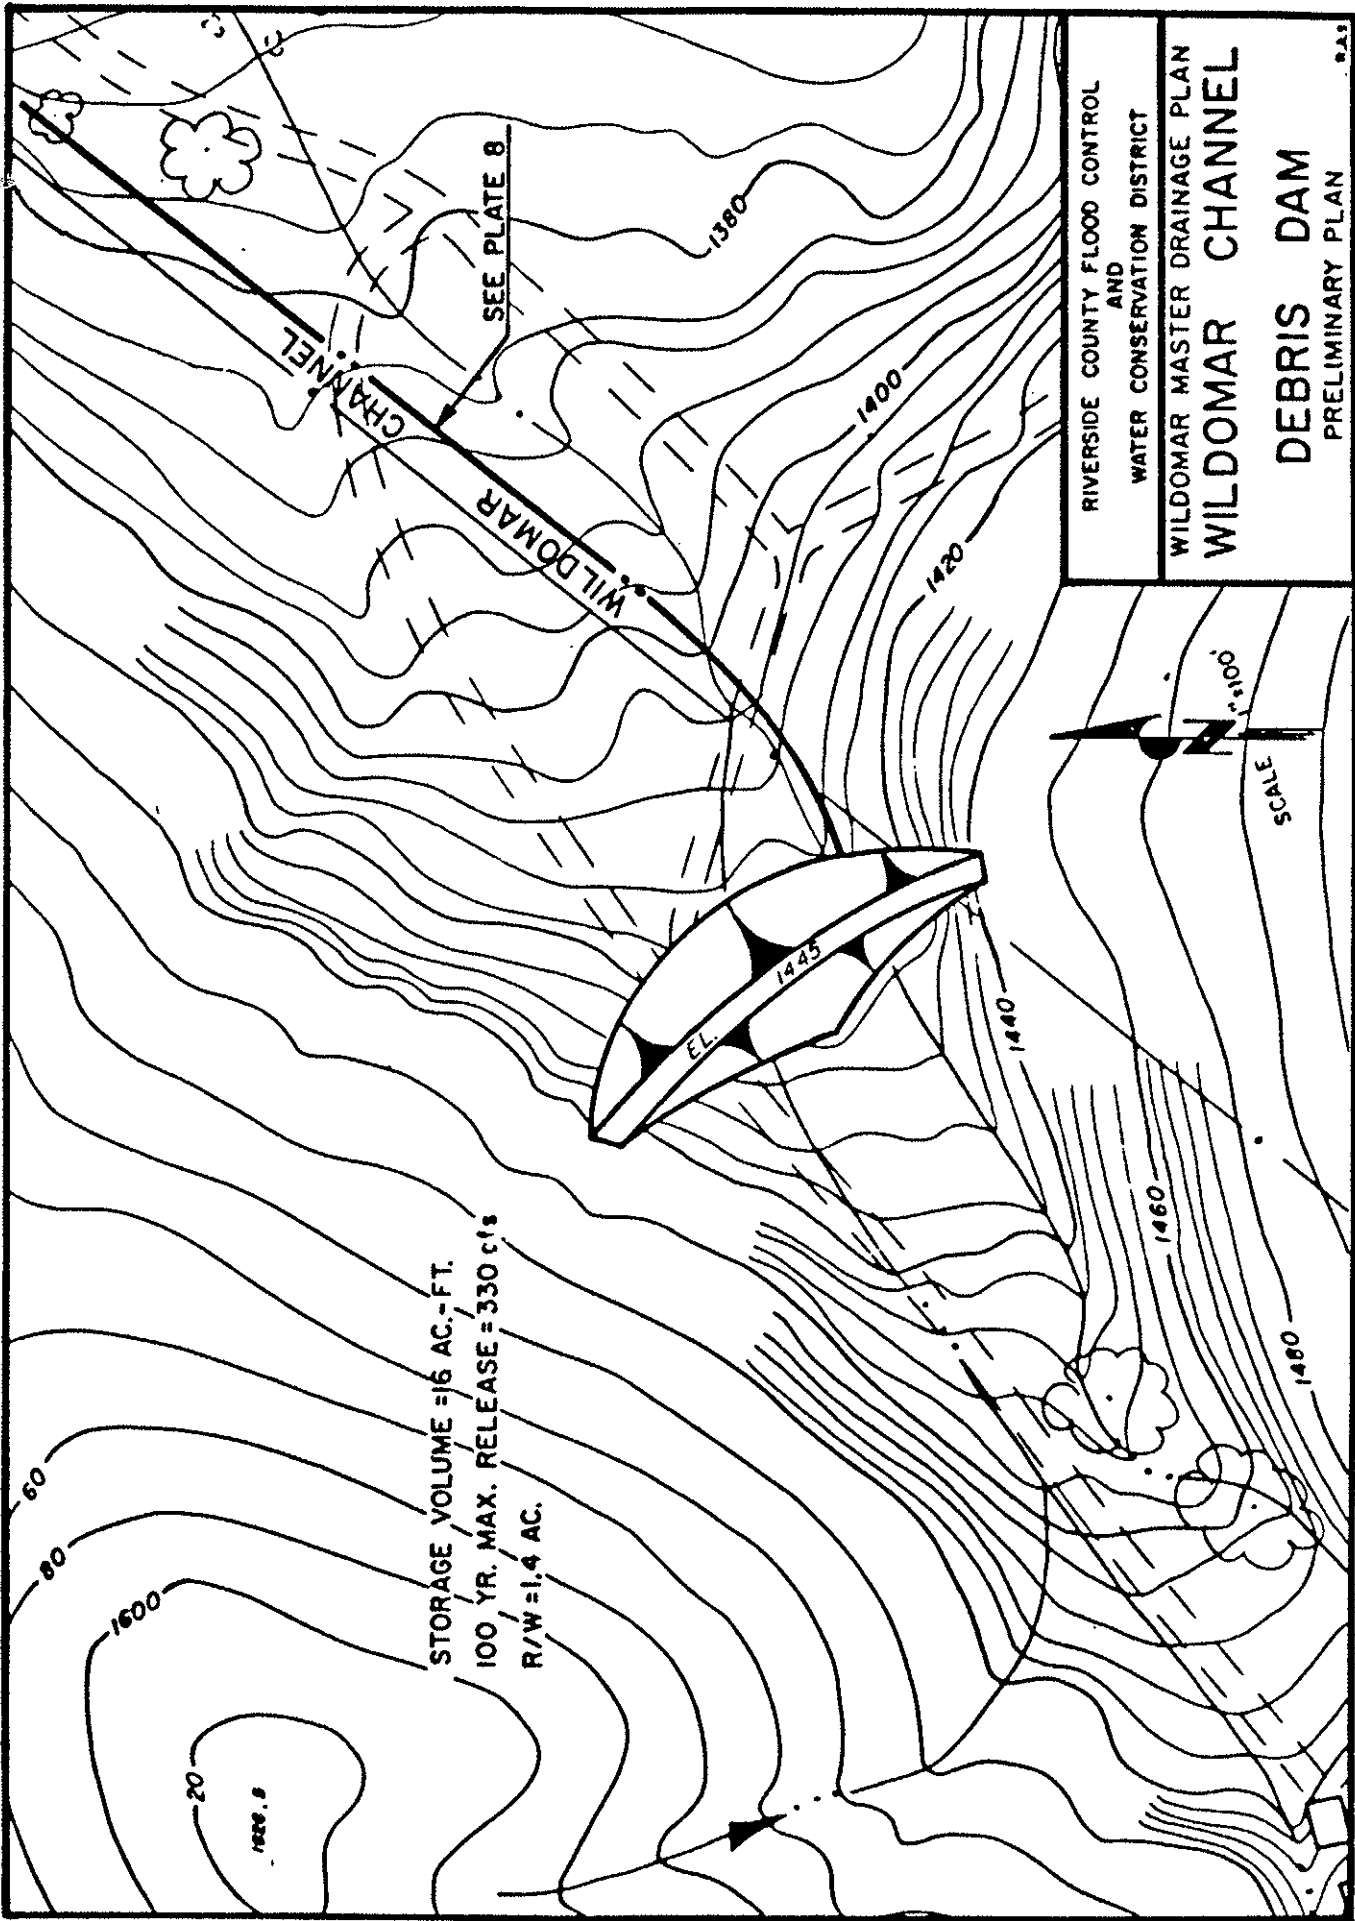 60
80
1600
20
STORAGE VOLUME = 16 AC.-FT.
100 YR. MAX. RELEASE = 330 cfs
R/W = 1.4 AC.
EL. 1445
WILDOMAR CHANNEL
SEE PLATE 8
1380
1400
1420
1440
1460
1480
SCALE 1"=100'
N
RIVERSIDE COUNTY FLOOD CONTROL
AND
WATER CONSERVATION DISTRICT
WILDOMAR MASTER DRAINAGE PLAN
WILDOMAR CHANNEL
DEBRIS DAM
PRELIMINARY PLAN